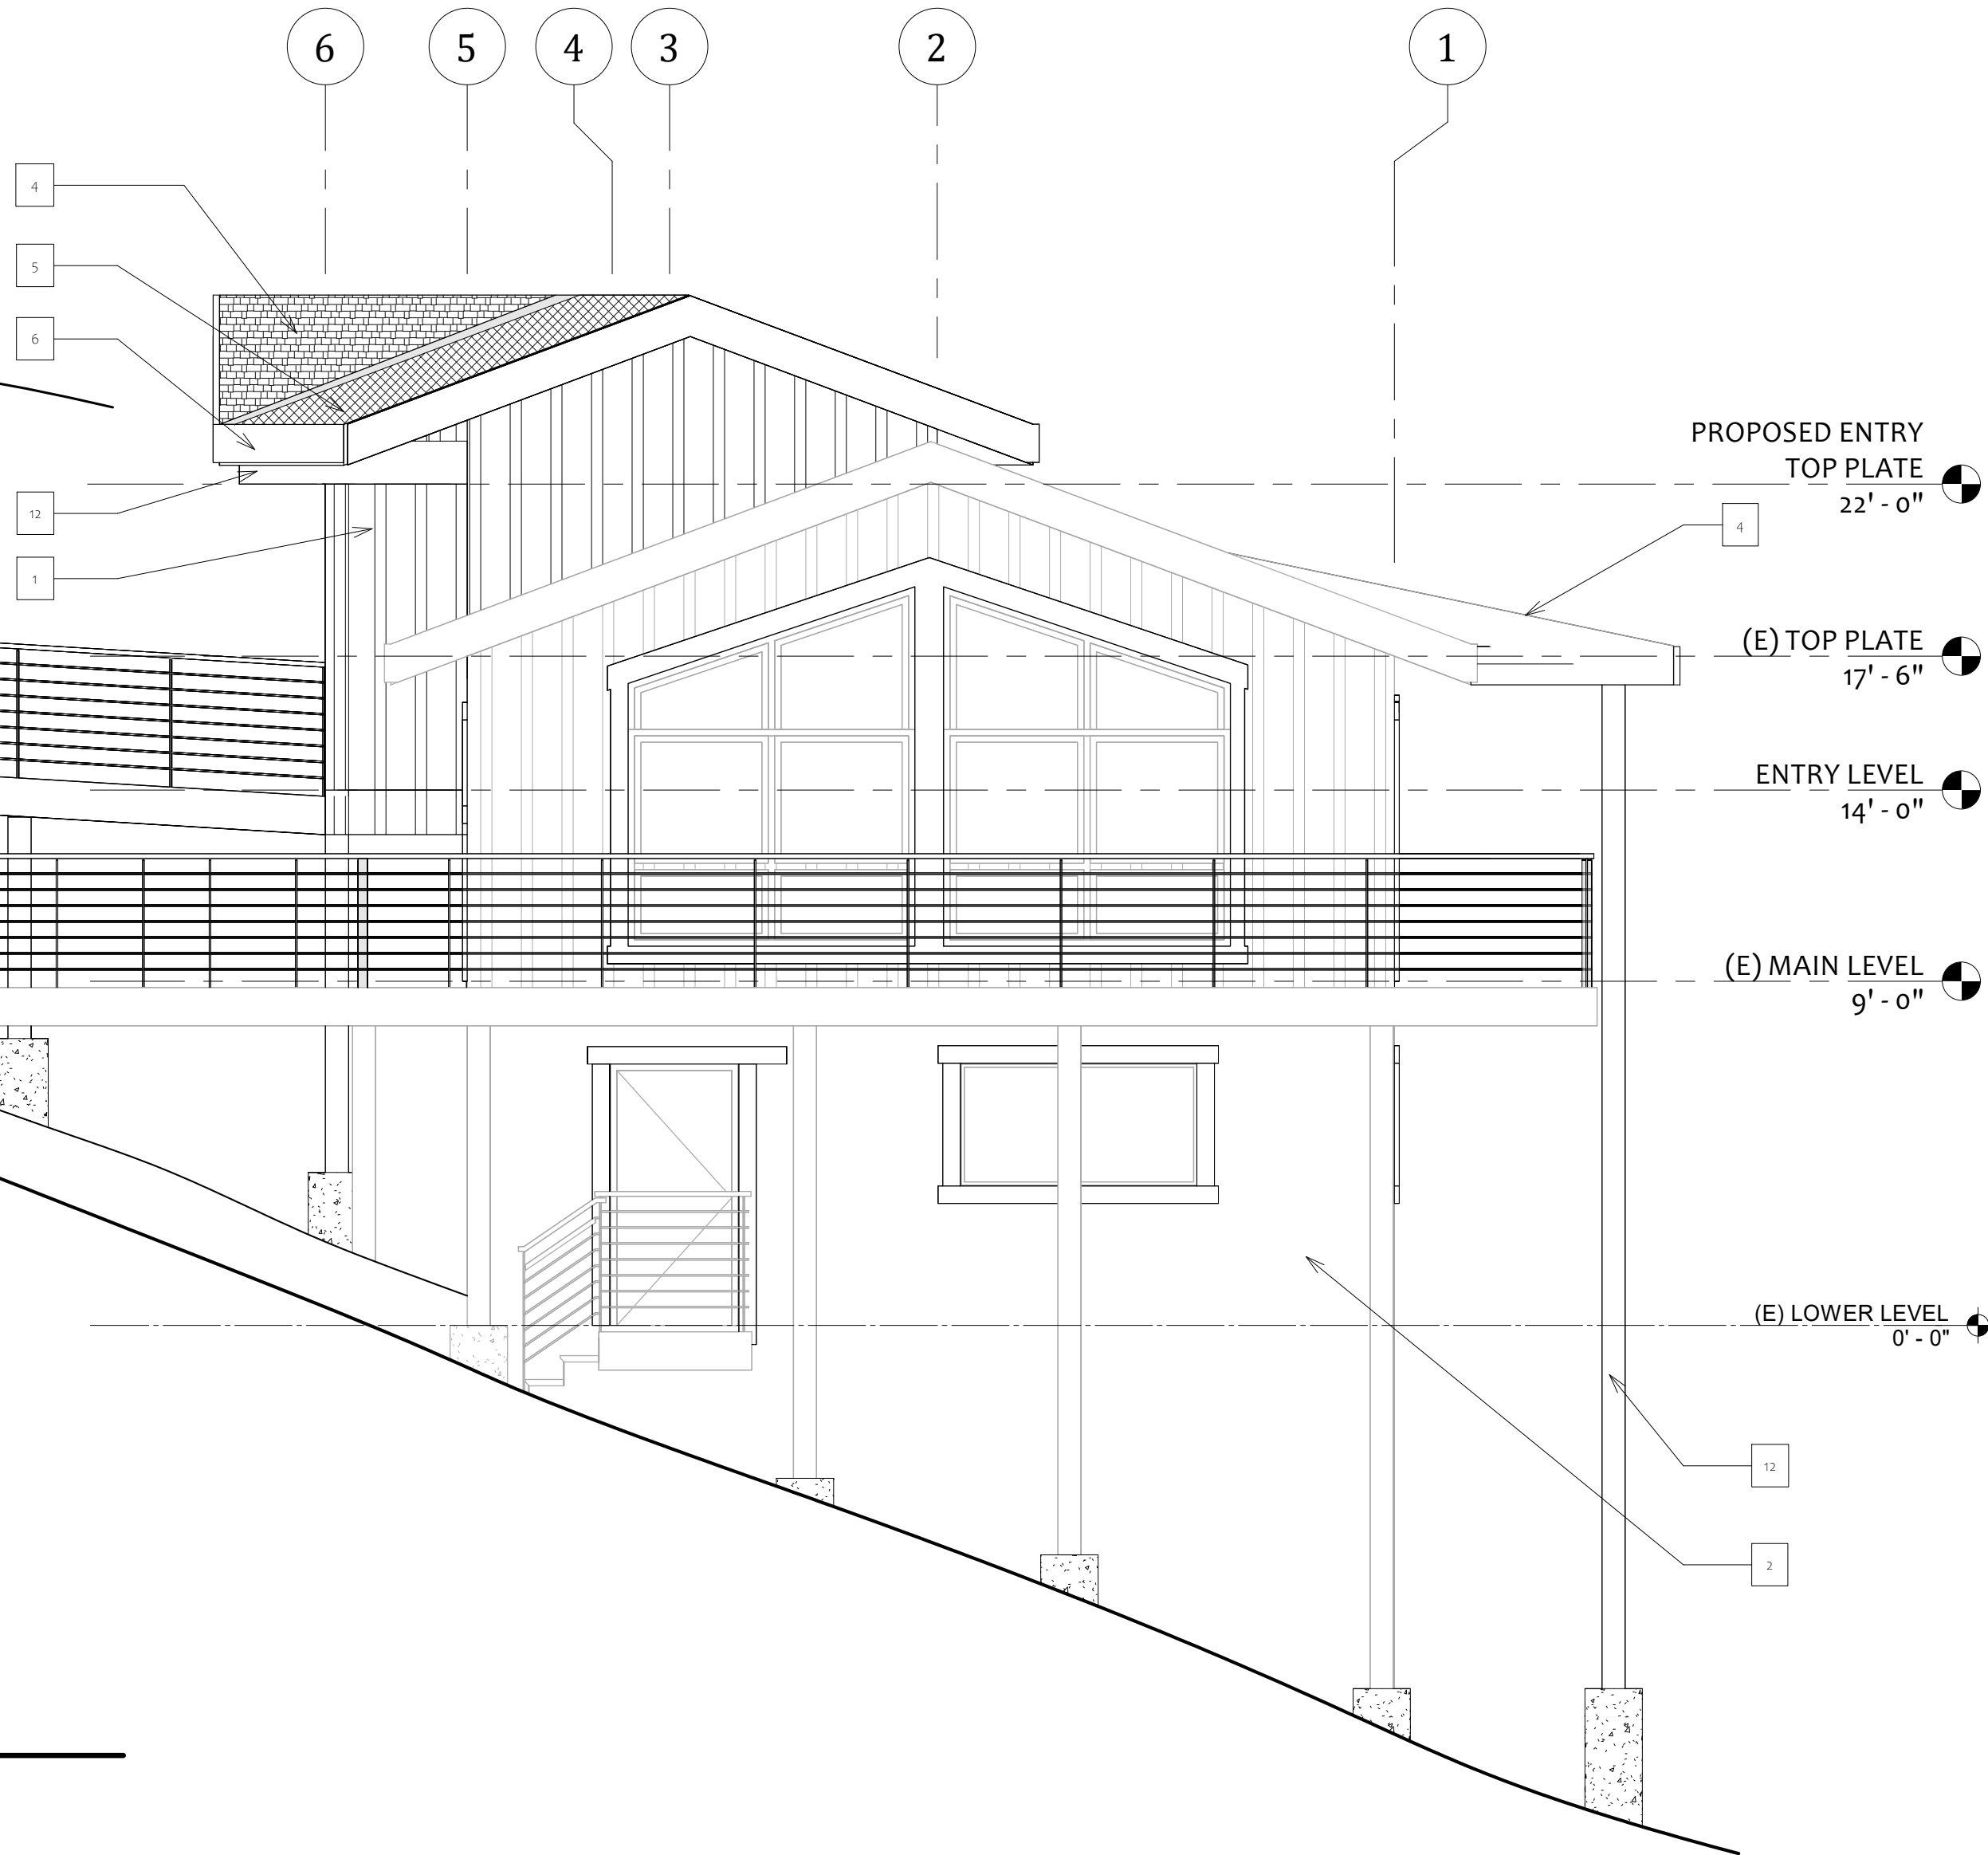 6 5 4 3 2 1
4
5
6
12
1
PROPOSED ENTRY
TOP PLATE
22' - 0"
4
(E) TOP PLATE
17' - 6"
ENTRY LEVEL
14' - 0"
(E) MAIN LEVEL
9' - 0"
(E) LOWER LEVEL
0' - 0"
12
2